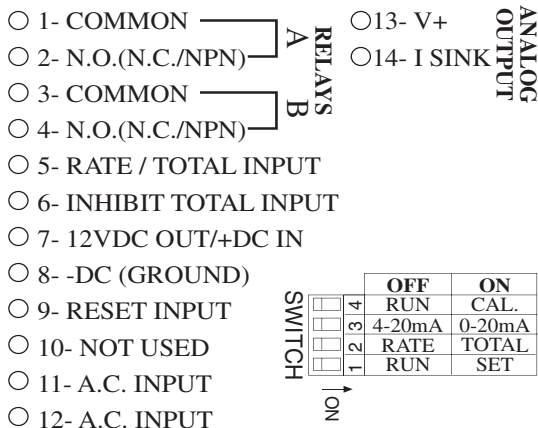 1- COMMON
2- N.O.(N.C./NPN)
3- COMMON
4- N.O.(N.C./NPN)
5- RATE / TOTAL INPUT
6- INHIBIT TOTAL INPUT
7- 12VDC OUT/+DC IN
8- -DC (GROUND)
9- RESET INPUT
10- NOT USED
11- A.C. INPUT
12- A.C. INPUT
A
B
RELAYS
13- V+
14- I SINK
ANALOG
OUTPUT
SWITCH
OFF ON
4 RUN CAL.
3 4-20mA 0-20mA
2 RATE TOTAL
1 RUN SET
ON